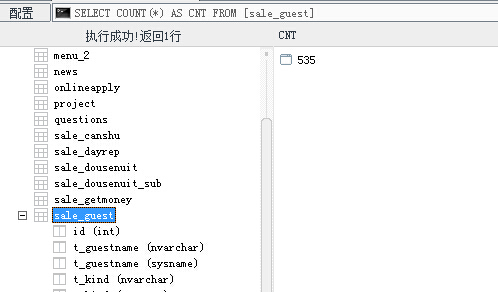 配置 SELECT COUNT(*) AS CNT FROM [sale_guest]
执行成功!返回1行 CNT
menu_2
news
onlineapply
project
questions
sale_canshu
sale_dayrep
sale_dousenuit
sale_dousenuit_sub
sale_getmoney
sale_guest
id (int)
t_guestname (nvarchar)
t_guestname (sysname)
t_kind (nvarchar)
535